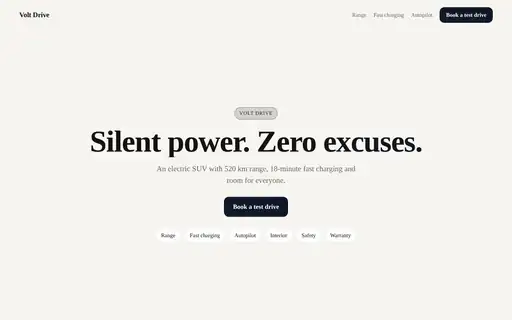 Volt Drive
Range Fast charging Autopilot Book a test drive
VOLT DRIVE
Silent power. Zero excuses.
An electric SUV with 520 km range, 18-minute fast charging and
room for everyone.
Book a test drive
Range Fast charging Autopilot Interior Safety Warranty